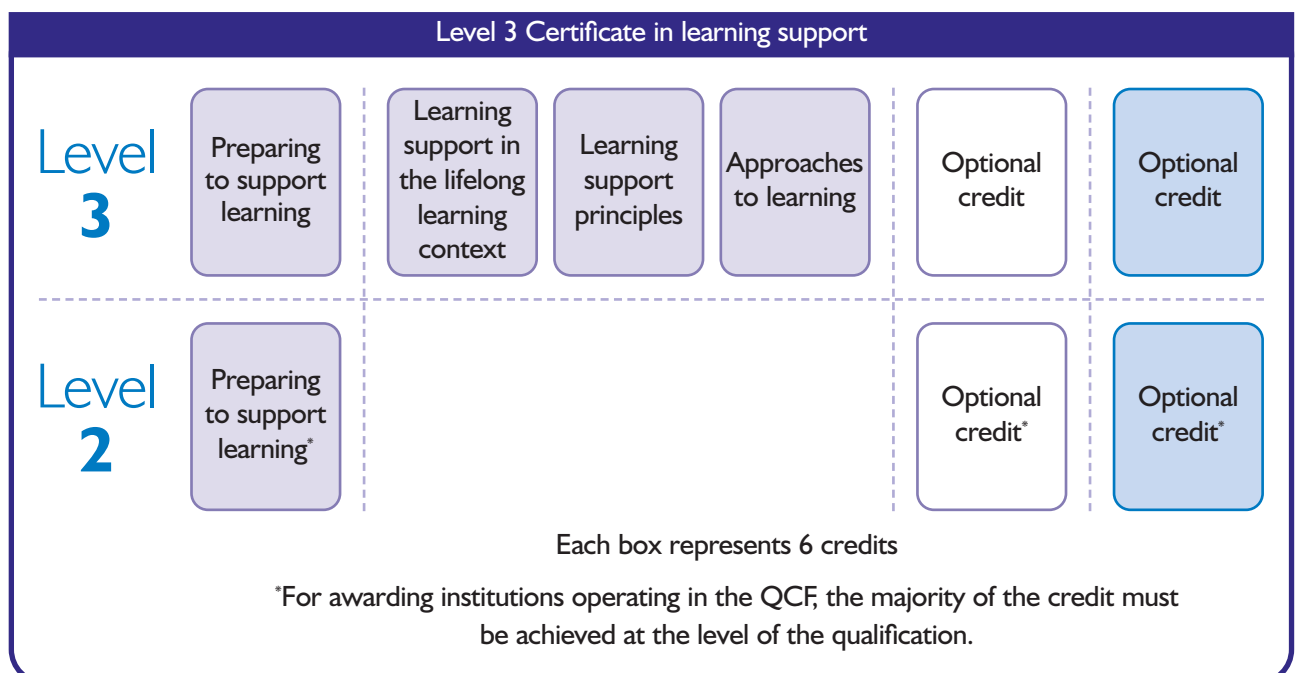 Level 3 Certificate in learning support
Level
3
Preparing
to support
learning
Learning
support in
the lifelong
learning
context
Learning
support
principles
Approaches
to learning
Optional
credit
Optional
credit
Level
2
Preparing
to support
learning*
Optional
credit*
Optional
credit*
Each box represents 6 credits
*For awarding institutions operating in the QCF, the majority of the credit must
be achieved at the level of the qualification.